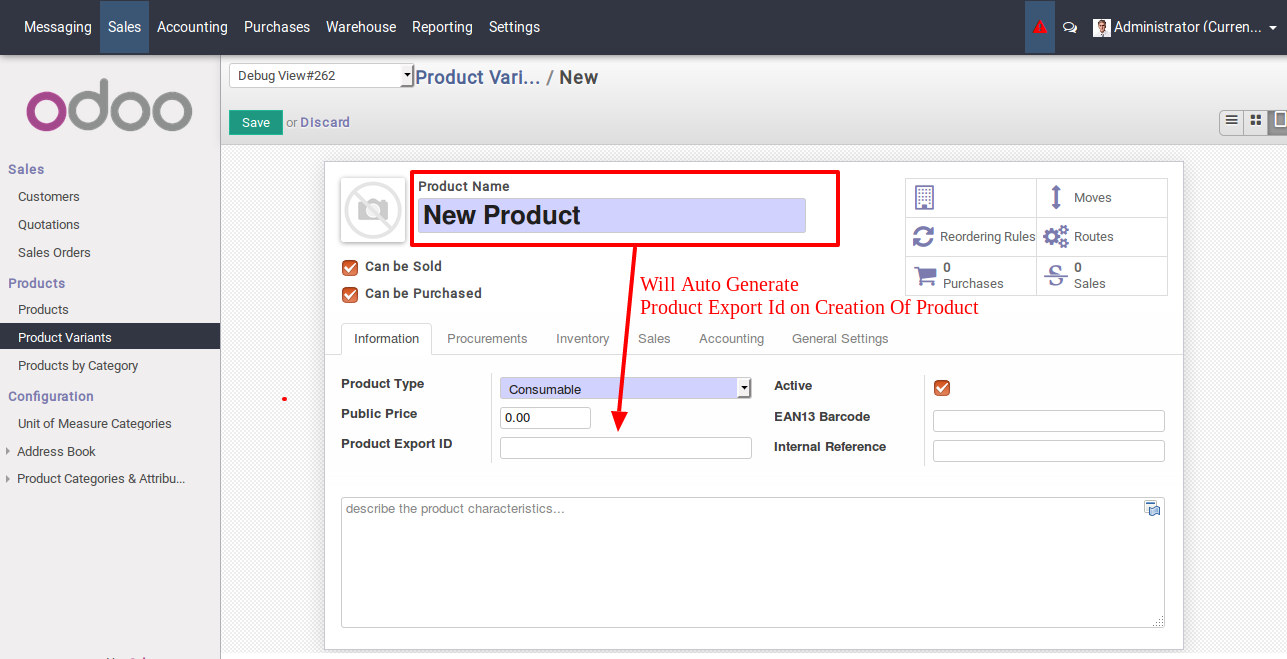 Messaging Sales Accounting Purchases Warehouse Reporting Settings Administrator (Curren...
odoo
Debug View#262 Product Vari... / New
Save or Discard
Sales
Customers
Quotations
Sales Orders
Products
Products
Product Variants
Products by Category
Configuration
Unit of Measure Categories
Address Book
Product Categories & Attribu...
Product Name
New Product
Can be Sold
Can be Purchased
Moves
Reordering Rules Routes
0 Purchases
0 Sales
Will Auto Generate
Product Export Id on Creation Of Product
Information Procurements Inventory Sales Accounting General Settings
Product Type Consumable Active
Public Price 0.00 EAN13 Barcode
Product Export ID Internal Reference
describe the product characteristics...